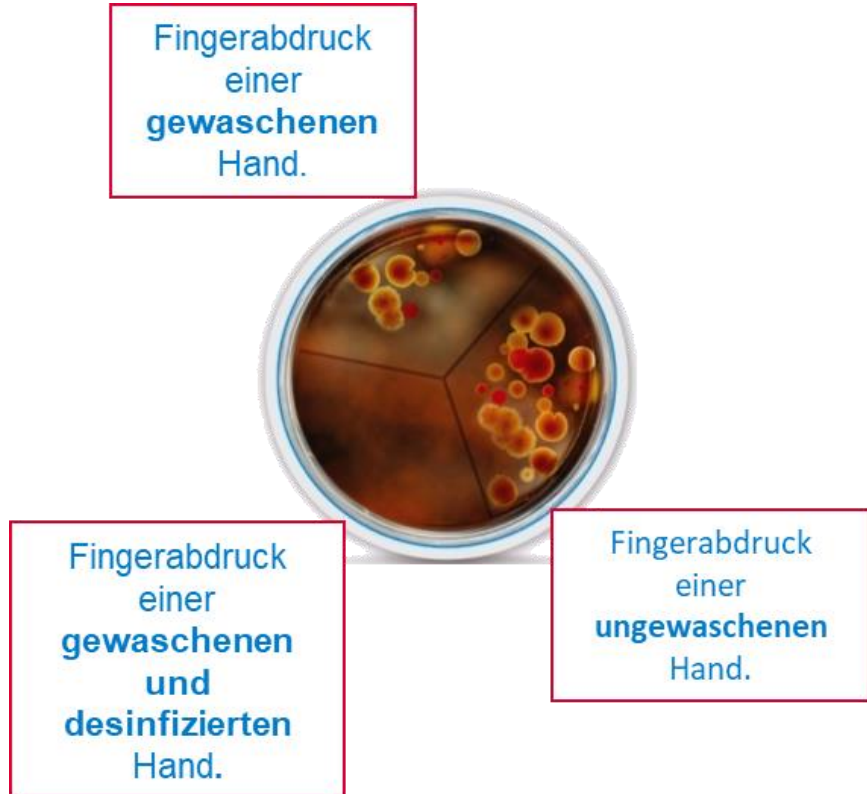 Fingerabdruck
einer
gewaschenen
Hand.
Fingerabdruck
einer
gewaschenen
und
desinfizierten
Hand.
Fingerabdruck
einer
ungewaschenen
Hand.